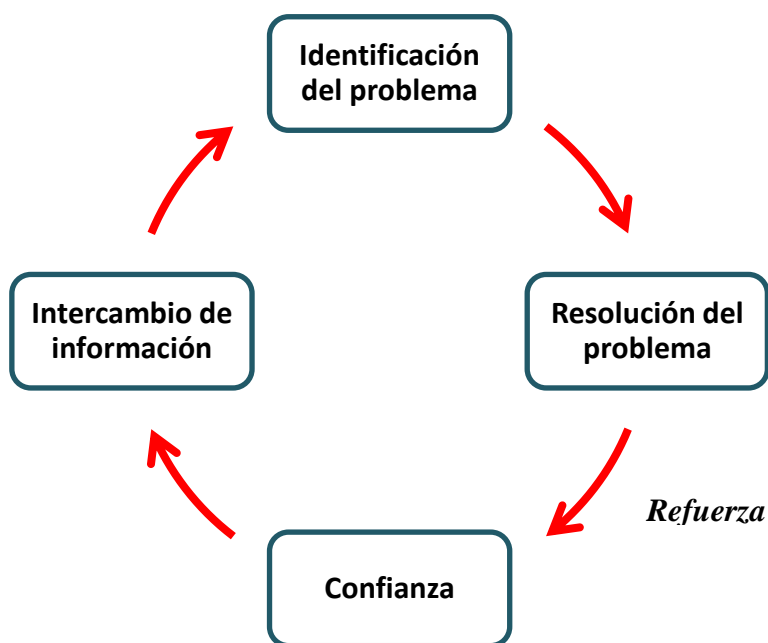 Identificación
del problema
Intercambio de
información
Resolución del
problema
Refuerza
Confianza